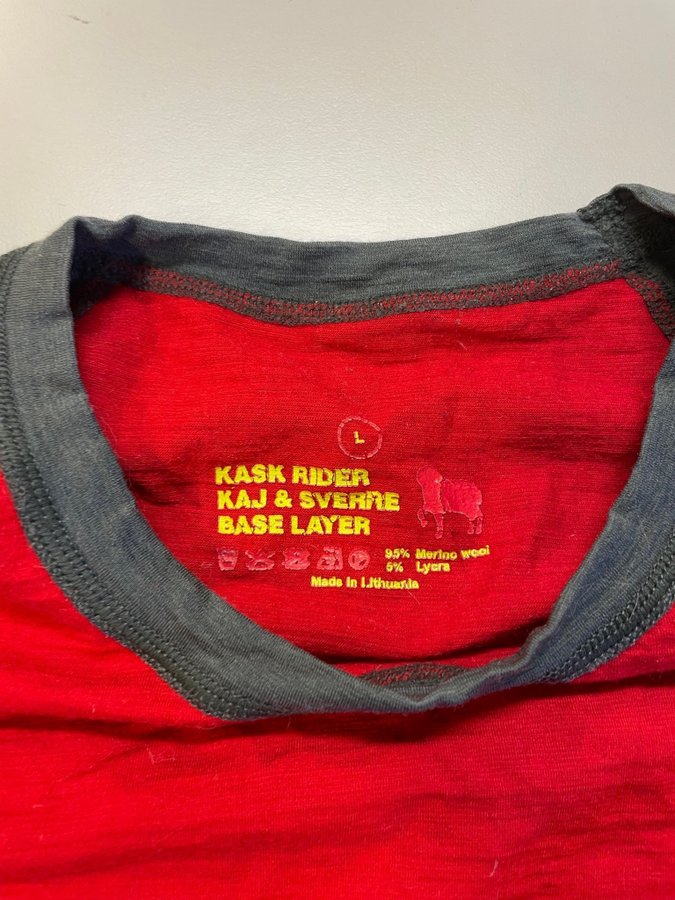 L
KASK RIDER
KAJ & SVERRE
BASE LAYER
95% Merino wool
5% Lycra
Made in Lithuania